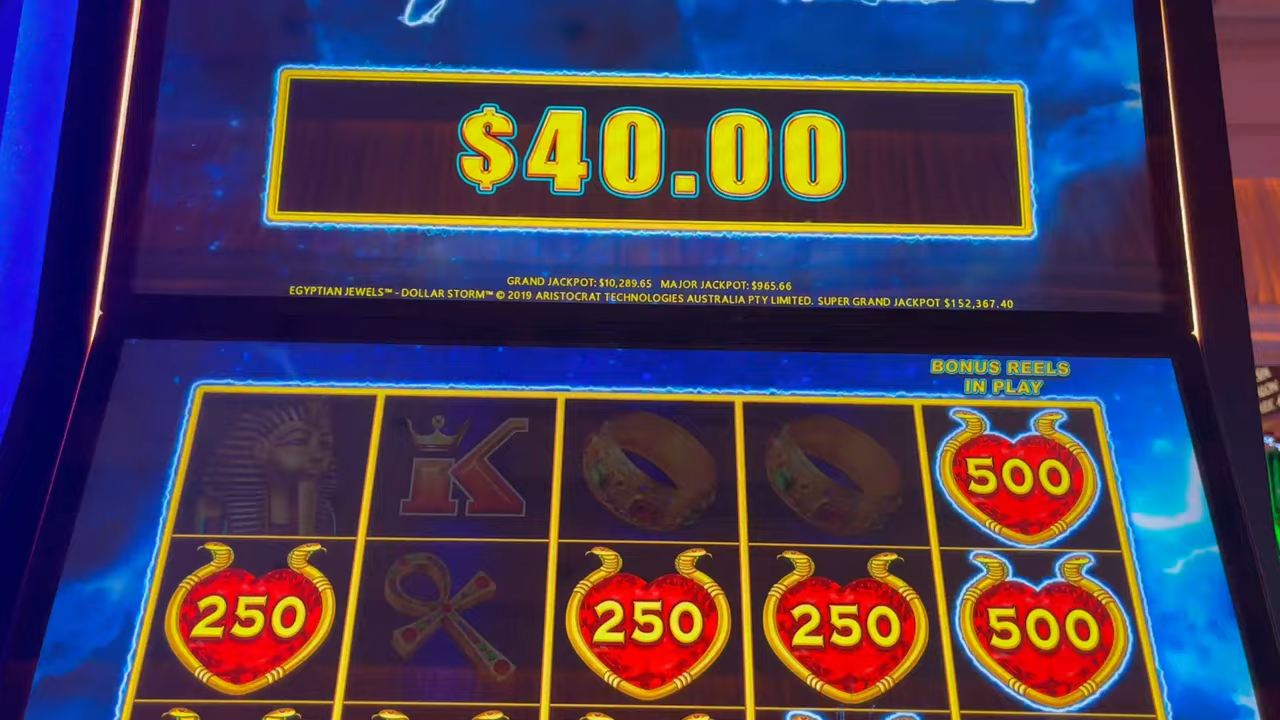 $40.00
GRAND JACKPOT: $10,289.65 MAJOR JACKPOT: $965.66
EGYPTIAN JEWELS™ - DOLLAR STORM™ © 2019 ARISTOCRAT TECHNOLOGIES AUSTRALIA PTY LIMITED. SUPER GRAND JACKPOT $152,367.40
BONUS REELS
IN PLAY
K
500
250
250
250
500